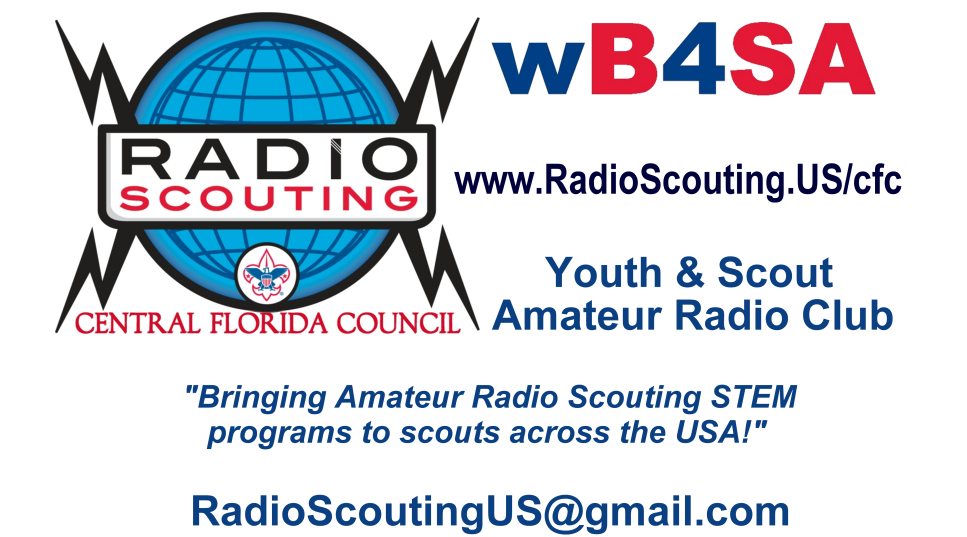 wB4SA
RADIO
SCOUTING
www.RadioScouting.US/cfc
CENTRAL FLORIDA COUNCIL
Youth & Scout
Amateur Radio Club
"Bringing Amateur Radio Scouting STEM
programs to scouts across the USA!"
RadioScoutingUS@gmail.com